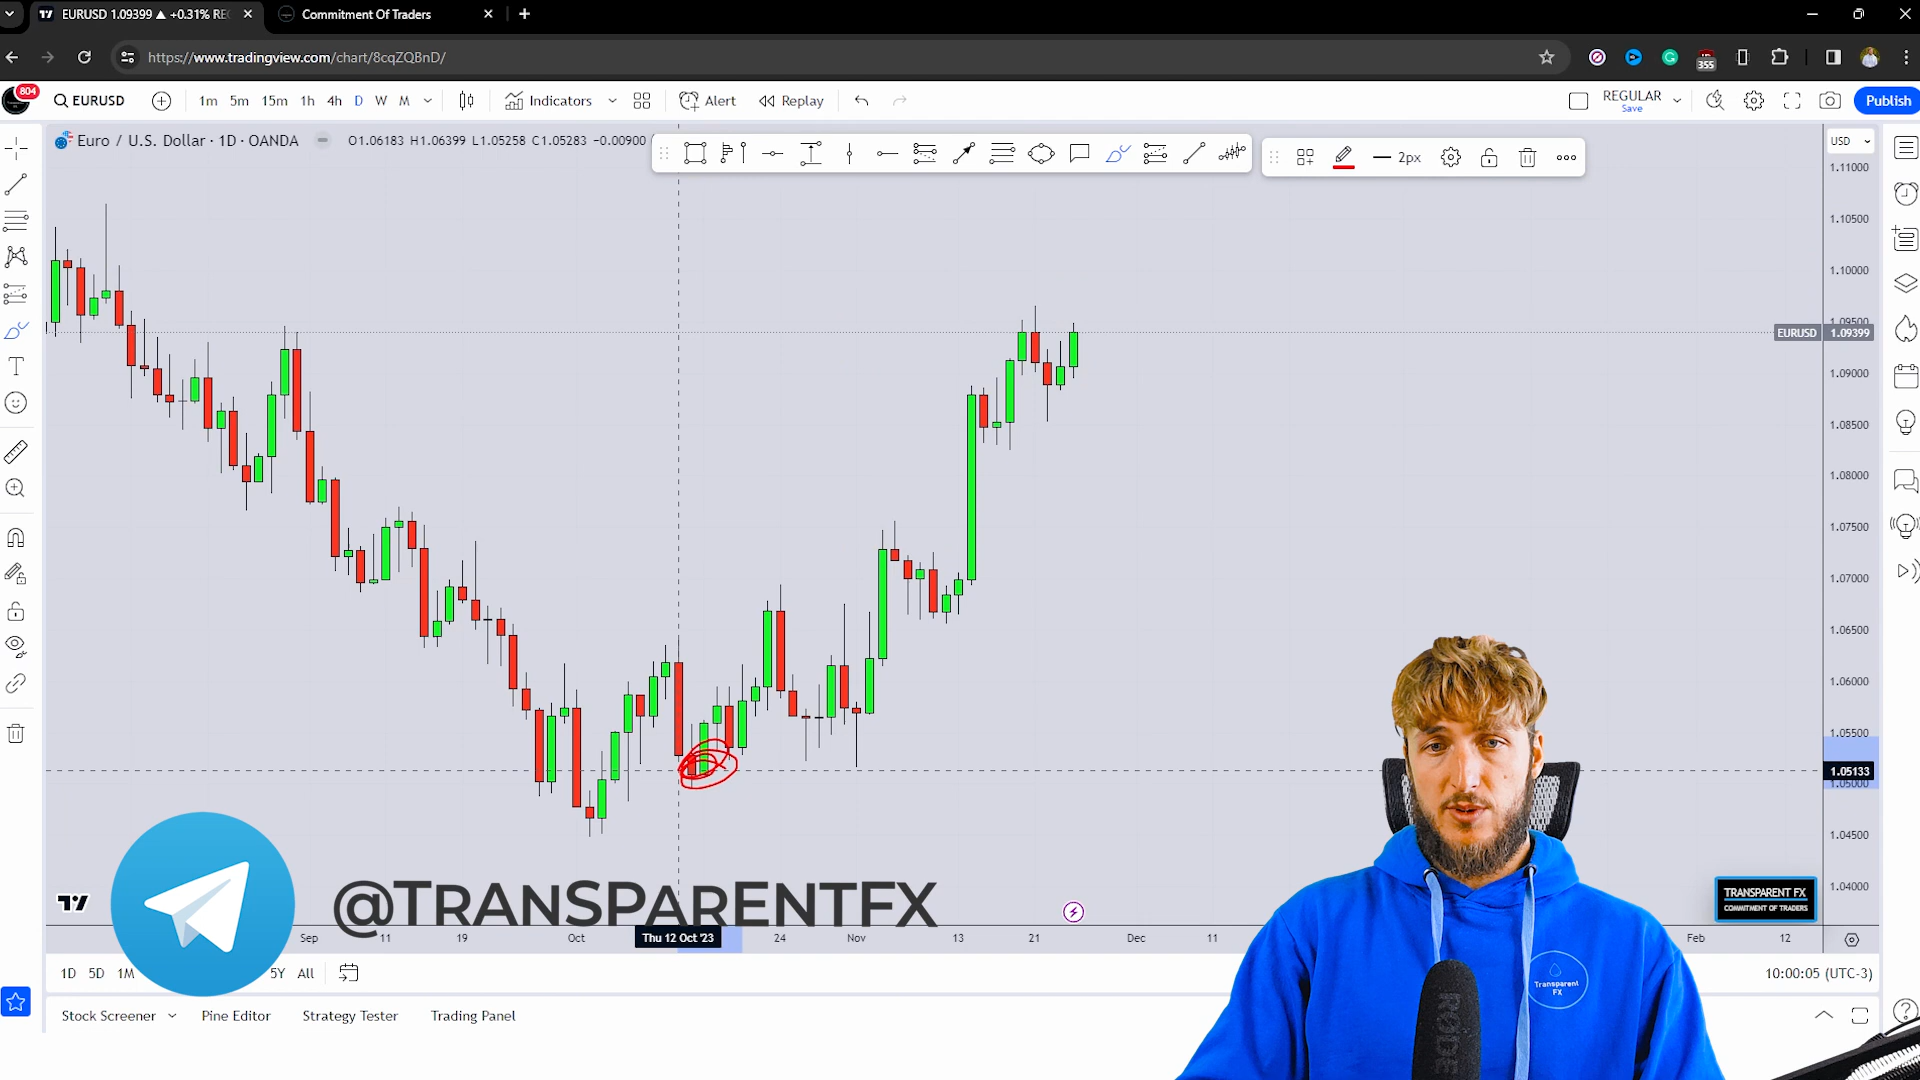 EURUSD 1.09399 ▲ +0.31% RE
Commitment Of Traders
https://www.tradingview.com/chart/8cqZQBnD/
355
804
EURUSD
1m 5m 15m 1h 4h D W M
Indicators
Alert
Replay
REGULAR
Save
Publish
Euro / U.S. Dollar · 1D · OANDA
O1.06183 H1.06399 L1.05258 C1.05283 −0.00900
2px
USD
1.11000
1.10500
1.10000
1.09500
EURUSD 1.09399
1.09000
1.08500
1.08000
1.07500
1.07000
1.06500
1.06000
1.05500
1.05133
1.05000
1.04500
1.04000
TRANSPARENT FX
COMMITMENT OF TRADERS
@TRANSPARENTFX
Sep 11 19 Oct Thu 12 Oct '23 24 Nov 13 21 Dec 11 Feb 12
1D 5D 1M 5Y All
10:00:05 (UTC-3)
Stock Screener Pine Editor Strategy Tester Trading Panel
Transparent
FX
RODE